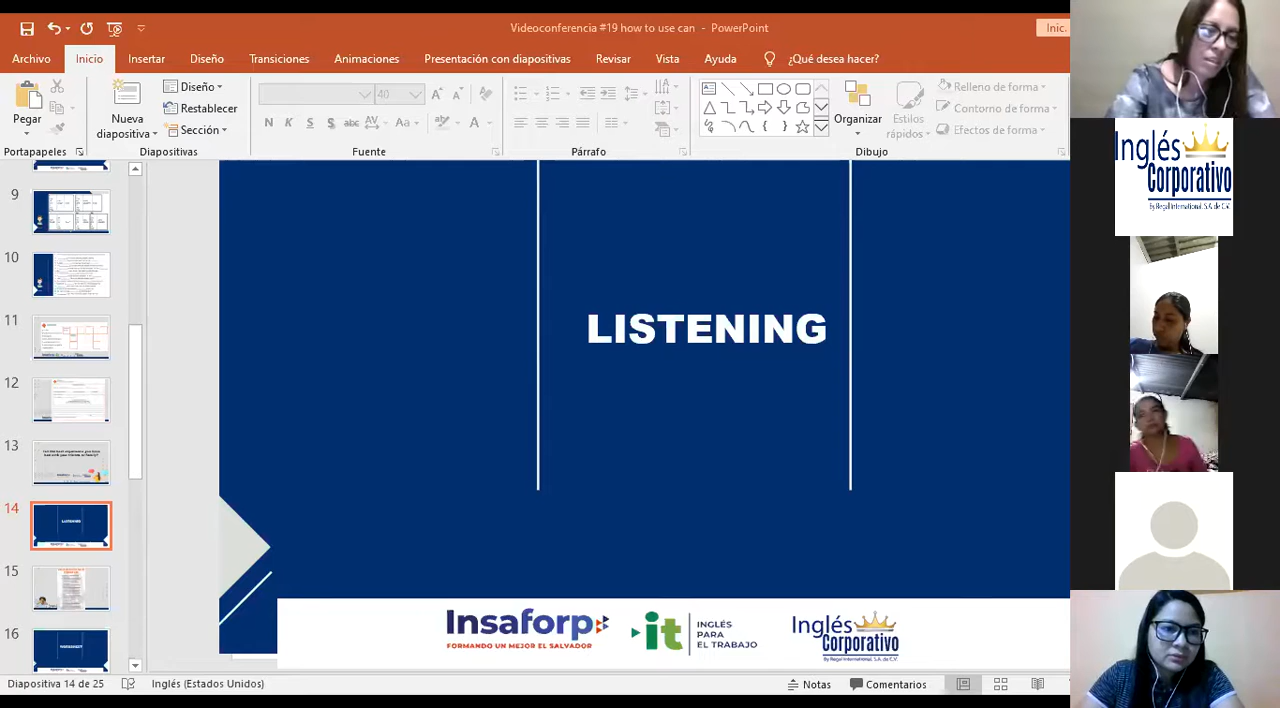 Videoconferencia #19 how to use can - PowerPoint
Inic.
Archivo Inicio Insertar Diseño Transiciones Animaciones Presentación con diapositivas Revisar Vista Ayuda ¿Qué desea hacer?
Pegar
Nueva diapositiva
Diseño
Restablecer
Sección
40
N K S S abc AV Aa A
Organizar
Estilos rápidos
Relleno de forma
Contorno de forma
Efectos de forma
Portapapeles Diapositivas Fuente Párrafo Dibujo
9
10
11
12
13
14
LISTENING
15
16
LISTENING
Insaforp
FORMANDO UN MEJOR EL SALVADOR
it
INGLÉS
PARA
EL TRABAJO
Inglés
Corporativo
by Regal International, S.A. de C.V.
Inglés
Corporativo
by Regal International, S.A. de C.V.
Diapositiva 14 de 25 Inglés (Estados Unidos) Notas Comentarios